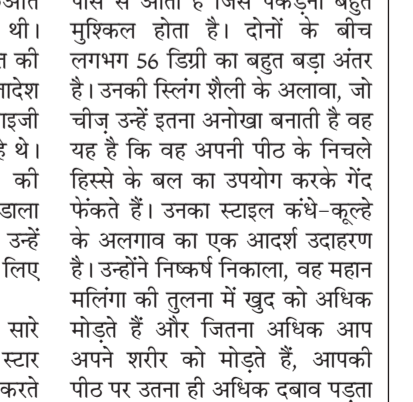 थी।
की
थे।
की
डाला
उन्हें
लिए
सारे
स्टार
करते
पास से आता है जिसे पकड़ना बहुत
मुश्किल होता है। दोनों के बीच
लगभग 56 डिग्री का बहुत बड़ा अंतर
है। उनकी स्लिंग शैली के अलावा, जो
चीज़ उन्हें इतना अनोखा बनाती है वह
यह है कि वह अपनी पीठ के निचले
हिस्से के बल का उपयोग करके गेंद
फेंकते हैं। उनका स्टाइल कंधे-कूल्हे
के अलगाव का एक आदर्श उदाहरण
है। उन्होंने निष्कर्ष निकाला, वह महान
मलिंगा की तुलना में खुद को अधिक
मोड़ते हैं और जितना अधिक आप
अपने शरीर को मोड़ते हैं, आपकी
पीठ पर उतना ही अधिक दबाव पड़ता